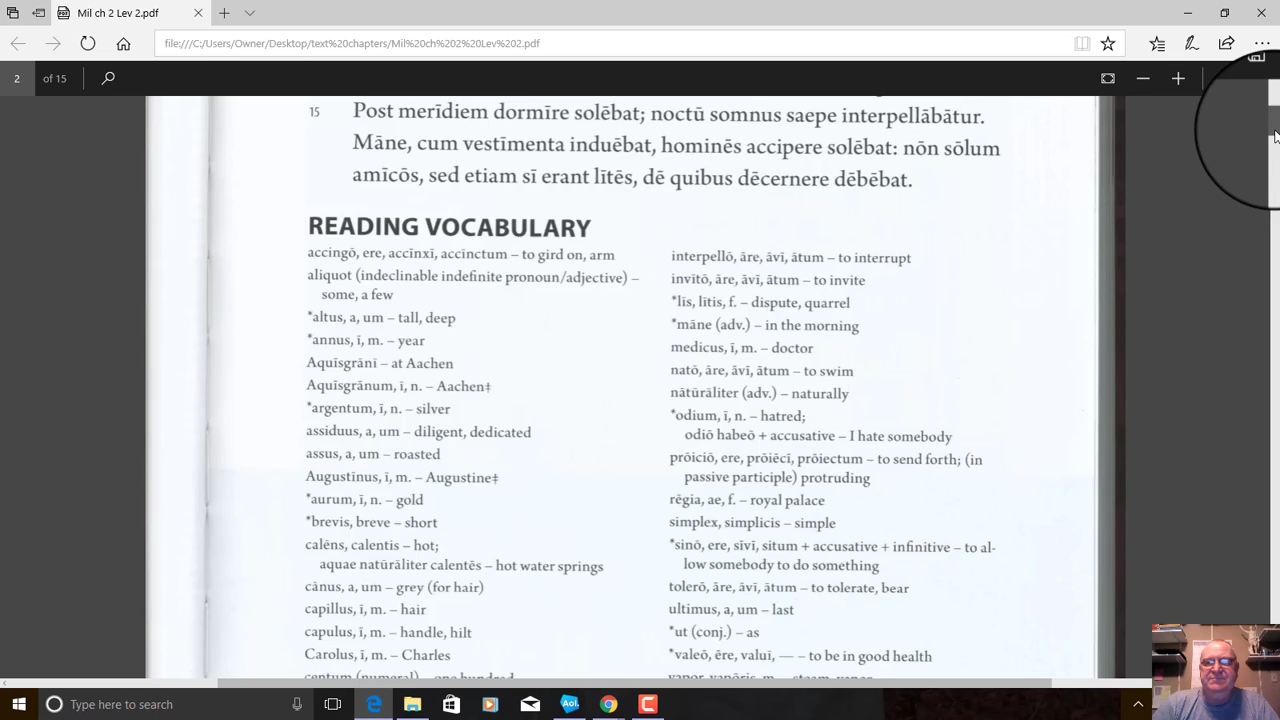 Mil ch 2 Lev 2.pdf
file:///C:/Users/Owner/Desktop/text%20chapters/Mil%20ch%202%20Lev%202.pdf
2 of 15
15 Post merīdiem dormīre solēbat; noctū somnus saepe interpellābātur.
Māne, cum vestīmenta induēbat, hominēs accipere solēbat: nōn sōlum
amīcōs, sed etiam sī erant lītēs, dē quibus dēcernere dēbēbat.
READING VOCABULARY
accingō, ere, accīnxī, accīnctum – to gird on, arm
aliquot (indeclinable indefinite pronoun/adjective) –
some, a few
*altus, a, um – tall, deep
*annus, ī, m. – year
Aquīsgrānī – at Aachen
Aquīsgrānum, ī, n. – Aachen‡
*argentum, ī, n. – silver
assiduus, a, um – diligent, dedicated
assus, a, um – roasted
Augustīnus, ī, m. – Augustine‡
*aurum, ī, n. – gold
*brevis, breve – short
calēns, calentis – hot;
aquae natūrāliter calentēs – hot water springs
cānus, a, um – grey (for hair)
capillus, ī, m. – hair
capulus, ī, m. – handle, hilt
Carolus, ī, m. – Charles
centum (numeral) – one hundred
interpellō, āre, āvī, ātum – to interrupt
invītō, āre, āvī, ātum – to invite
*līs, lītis, f. – dispute, quarrel
*māne (adv.) – in the morning
medicus, ī, m. – doctor
natō, āre, āvī, ātum – to swim
nātūrāliter (adv.) – naturally
*odium, ī, n. – hatred;
odiō habeō + accusative – I hate somebody
prōiciō, ere, prōiēcī, prōiectum – to send forth; (in
passive participle) protruding
rēgia, ae, f. – royal palace
simplex, simplicis – simple
*sinō, ere, sīvī, situm + accusative + infinitive – to al-
low somebody to do something
tolerō, āre, āvī, ātum – to tolerate, bear
ultimus, a, um – last
*ut (conj.) – as
*valeō, ēre, valuī, — – to be in good health
vapor, vapōris, m. – steam, vapor
Type here to search
Aol.